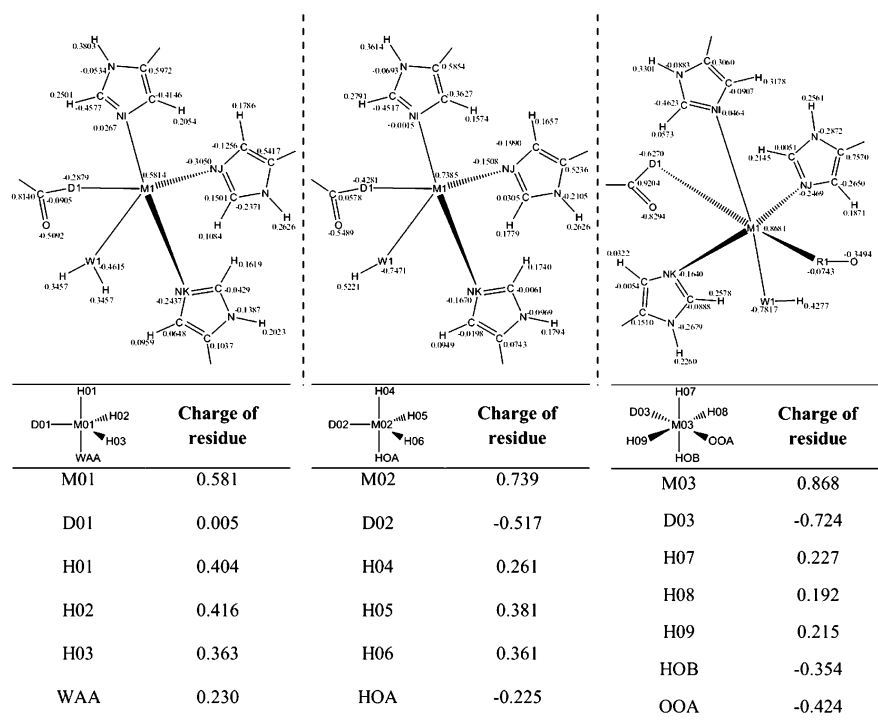 H
0.3803
N
-0.0534
C
0.5972
0.2501
H
C
-0.4577
C
-0.4146
H
0.2054
NI
0.0267
0.1786
H
-0.1256
C
C
0.5417
-0.3050
NJ
0.1501
C
N
-0.2371
H
0.1084
H
0.2626
-0.2879
D1
C
0.8140
-0.0905
O
-0.5092
0.5814
M1
W1
-0.4615
H
0.3457
H
0.3457
H
0.1619
NK
-0.2437
C
-0.0429
N
-0.1387
H
0.2023
H
0.0959
C
0.0648
C
0.1037
H
0.3614
N
-0.0693
C
0.5854
0.2791
H
C
-0.4517
C
0.3627
H
0.1574
NI
-0.0015
H
0.1657
-0.1990
C
C
0.5236
-0.1508
NJ
0.0305
C
N
-0.2105
H
0.1779
H
0.2626
-0.4281
D1
C
0.0578
O
-0.5489
0.7385
M1
W1
-0.7471
H
0.5221
H
0.1740
NK
-0.1670
C
-0.0061
N
-0.0969
H
0.1794
H
0.0949
C
-0.0198
C
0.0743
H
0.3301
N
-0.0883
C
0.3060
H
0.3178
C
-0.0907
-0.4623
C
NI
0.0464
H
0.0573
0.2561
H
N
-0.2872
H
0.2145
0.0051
C
C
0.7570
NJ
-0.2469
C
-0.2650
H
0.1871
-0.6270
D1
C
0.9204
O
-0.8294
M1
0.8681
R1
-0.0743
-0.3494
O
W1
-0.7817
H
0.4277
0.0322
H
NK
-0.1640
-0.0054
C
C
-0.0888
0.2578
H
0.1510
C
N
-0.2679
H
0.2260
H01
D01 M01 H02
H03
WAA
Charge of
residue
M01 0.581
D01 0.005
H01 0.404
H02 0.416
H03 0.363
WAA 0.230
H04
D02 M02 H05
H06
HOA
Charge of
residue
M02 0.739
D02 -0.517
H04 0.261
H05 0.381
H06 0.361
HOA -0.225
H07
D03 M03 H08
H09 OOA
HOB
Charge of
residue
M03 0.868
D03 -0.724
H07 0.227
H08 0.192
H09 0.215
HOB -0.354
OOA -0.424